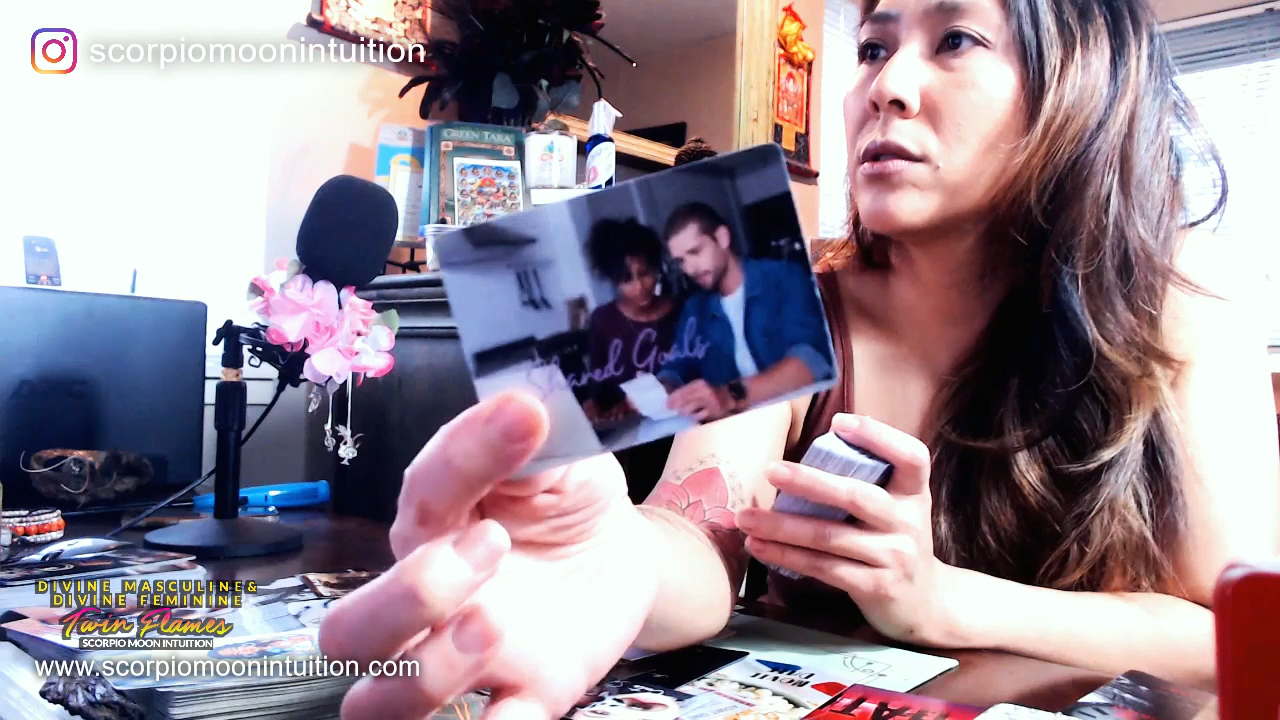 scorpiomoonintuition
GREEN TARA
Shared Goals
DIVINE MASCULINE &
DIVINE FEMININE
Twin Flames
SCORPIO MOON INTUITION
www.scorpiomoonintuition.com